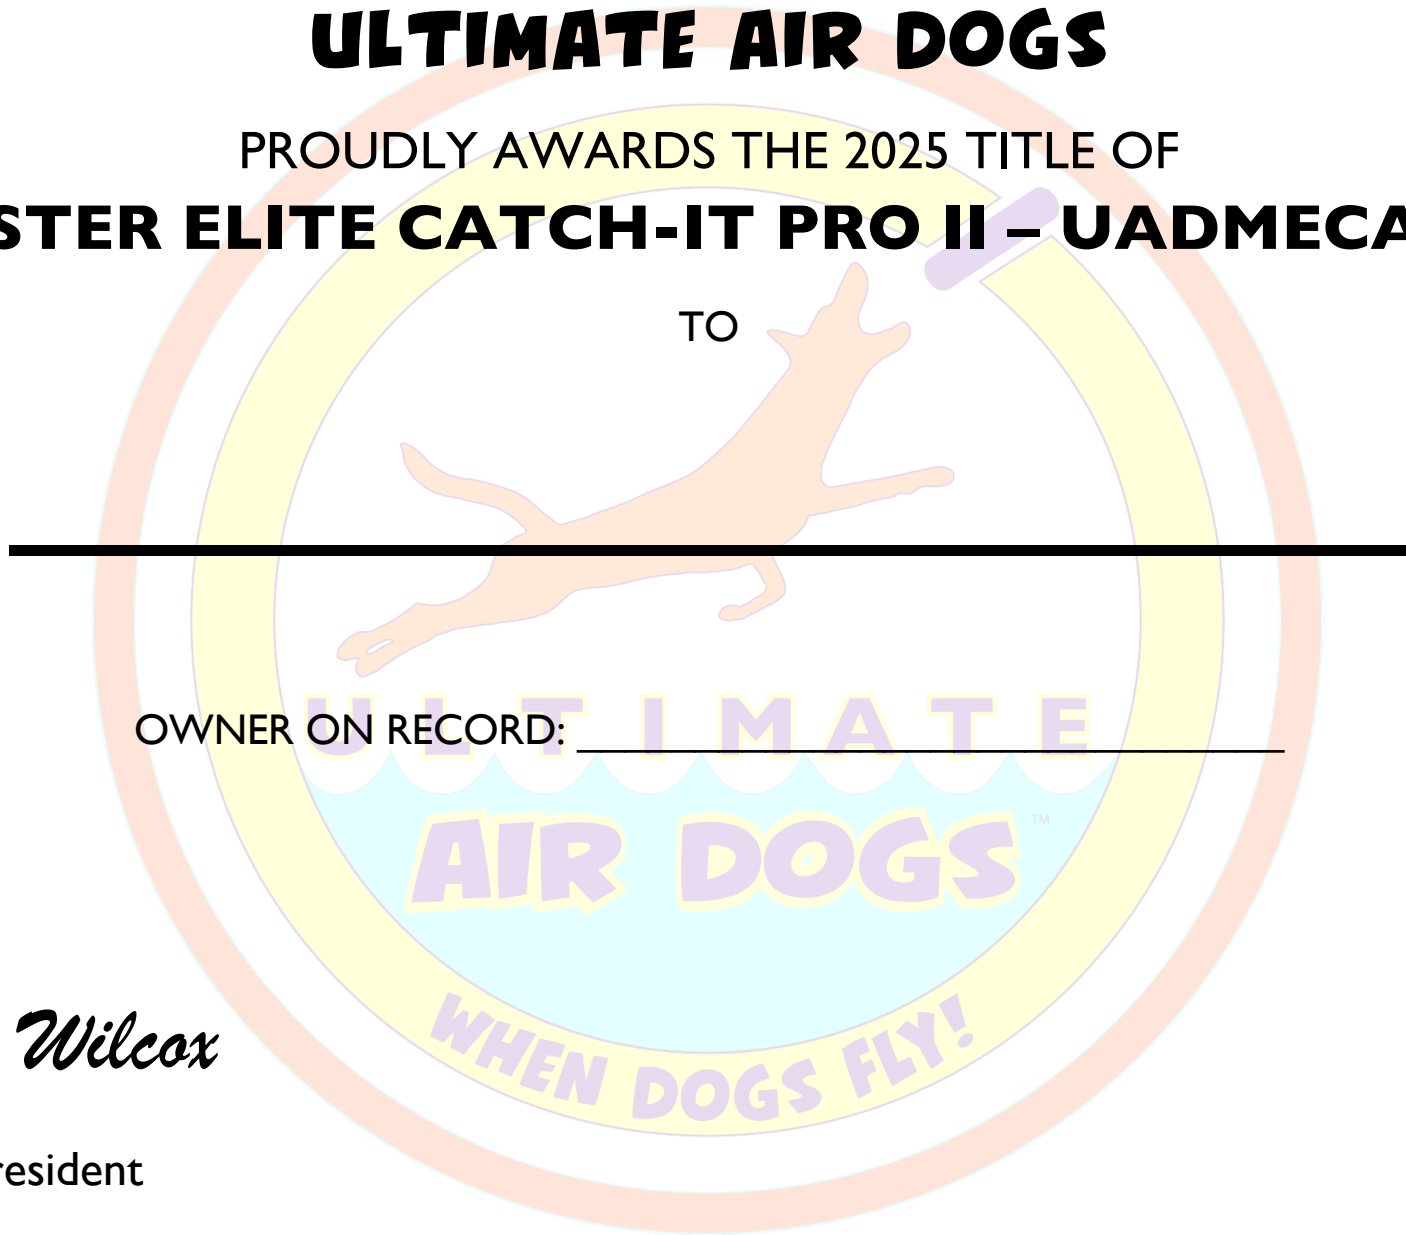 ULTIMATE AIR DOGS
PROUDLY AWARDS THE 2025 TITLE OF
STER ELITE CATCH-IT PRO II – UADMECA
TO
OWNER ON RECORD: ______________________________
ULTIMATE
AIR DOGS
TM
WHEN DOGS FLY!
Wilcox
resident